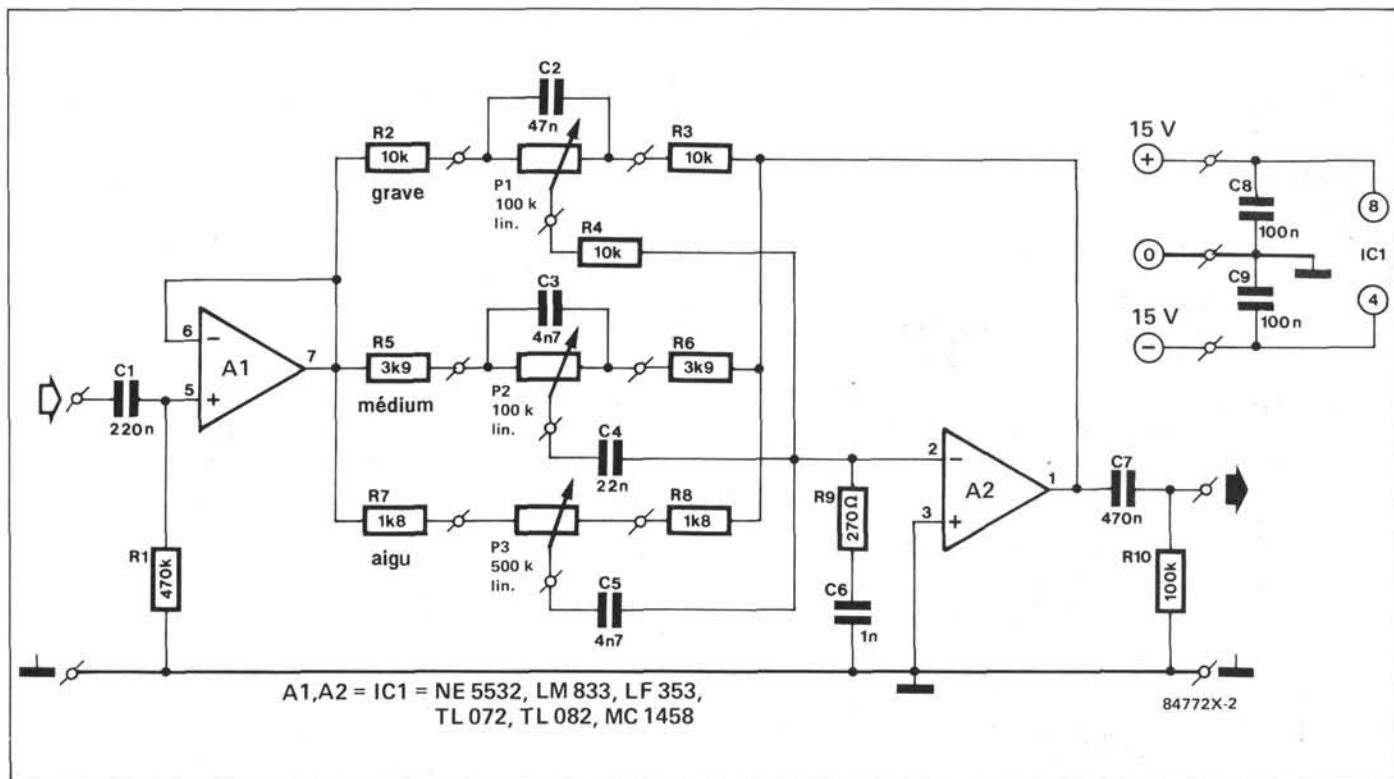 C2
47n
R2
10k
grave
P1
100 k
lin.
R3
10k
R4
10k
C3
4n7
R5
3k9
médium
P2
100 k
lin.
R6
3k9
C4
22n
R7
1k8
aigu
P3
500 k
lin.
R8
1k8
C5
4n7
C1
220n
R1
470k
6
−
5
+
A1
7
R9
270Ω
C6
1n
2
−
3
+
A2
1
C7
470n
R10
100k
15 V
+
0
15 V
−
C8
100n
C9
100n
8
IC1
4
A1,A2 = IC1 = NE 5532, LM 833, LF 353,
TL 072, TL 082, MC 1458
84772X-2